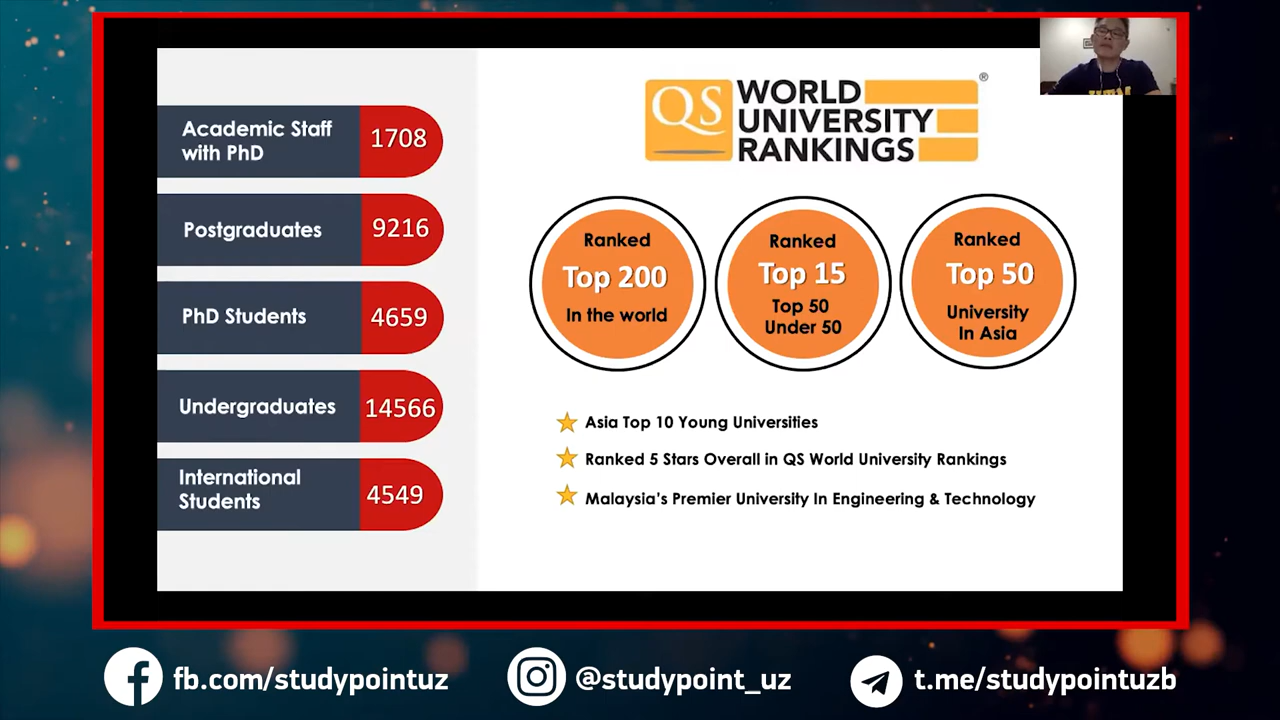 Academic Staff
with PhD
1708
Postgraduates
9216
PhD Students
4659
Undergraduates
14566
International
Students
4549
QS
WORLD
UNIVERSITY
RANKINGS
®
Ranked
Top 200
In the world
Ranked
Top 15
Top 50
Under 50
Ranked
Top 50
University
In Asia
Asia Top 10 Young Universities
Ranked 5 Stars Overall in QS World University Rankings
Malaysia's Premier University In Engineering & Technology
fb.com/studypointuz
@studypoint_uz
t.me/studypointuzb